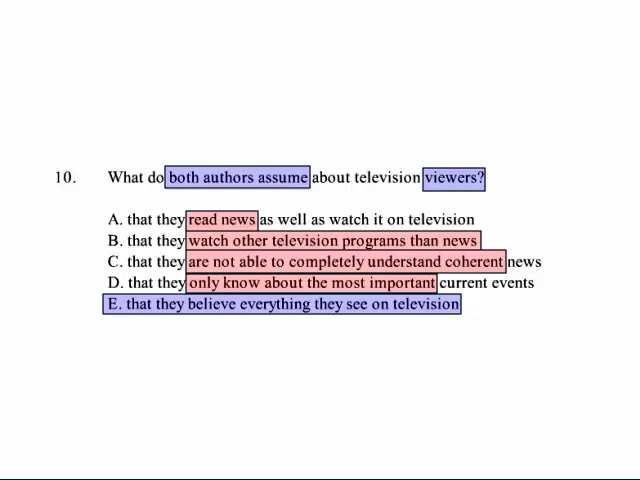 10. What do both authors assume about television viewers?
A. that they read news as well as watch it on television
B. that they watch other television programs than news
C. that they are not able to completely understand coherent news
D. that they only know about the most important current events
E. that they believe everything they see on television